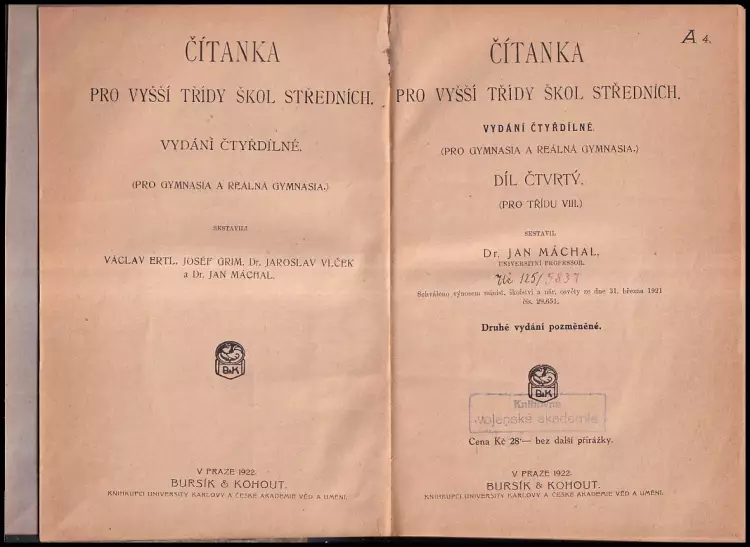 ČÍTANKA
PRO VYŠŠÍ TŘÍDY ŠKOL STŘEDNÍCH.
VYDÁNÍ ČTYŘDÍLNÉ.
(PRO GYMNASIA A REÁLNÁ GYMNASIA.)
SESTAVILI
VÁCLAV ERTL, JOSEF GRIM, Dr. JAROSLAV VLČEK
a Dr. JAN MÁCHAL.
B&K
V PRAZE 1922.
BURSÍK & KOHOUT.
KNIHKUPCI UNIVERSITY KARLOVY A ČESKÉ AKADEMIE VĚD A UMĚNÍ.
A 4.
ČÍTANKA
PRO VYŠŠÍ TŘÍDY ŠKOL STŘEDNÍCH.
VYDÁNÍ ČTYŘDÍLNÉ.
(PRO GYMNASIA A REÁLNÁ GYMNASIA.)
DÍL ČTVRTÝ.
(PRO TŘÍDU VIII.)
SESTAVIL
Dr. JAN MÁCHAL,
UNIVERSITNÍ PROFESSOR.
125/5837
Schváleno výnosem minist. školství a nár. osvěty ze dne 31. března 1921
čís. 29.651.
Druhé vydání pozměněné.
B&K
Knihovna
vojenské akademie
Cena Kč 28·— bez další přirážky.
V PRAZE 1922.
BURSÍK & KOHOUT.
KNIHKUPCI UNIVERSITY KARLOVY A ČESKÉ AKADEMIE VĚD A UMĚNÍ.